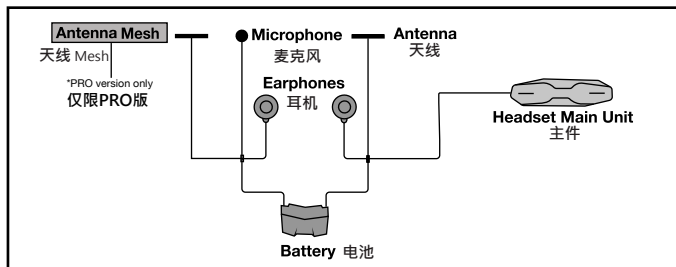 Antenna Mesh
天线 Mesh
*PRO version only
仅限PRO版
Microphone
麦克风
Antenna
天线
Earphones
耳机
Headset Main Unit
主件
Battery 电池